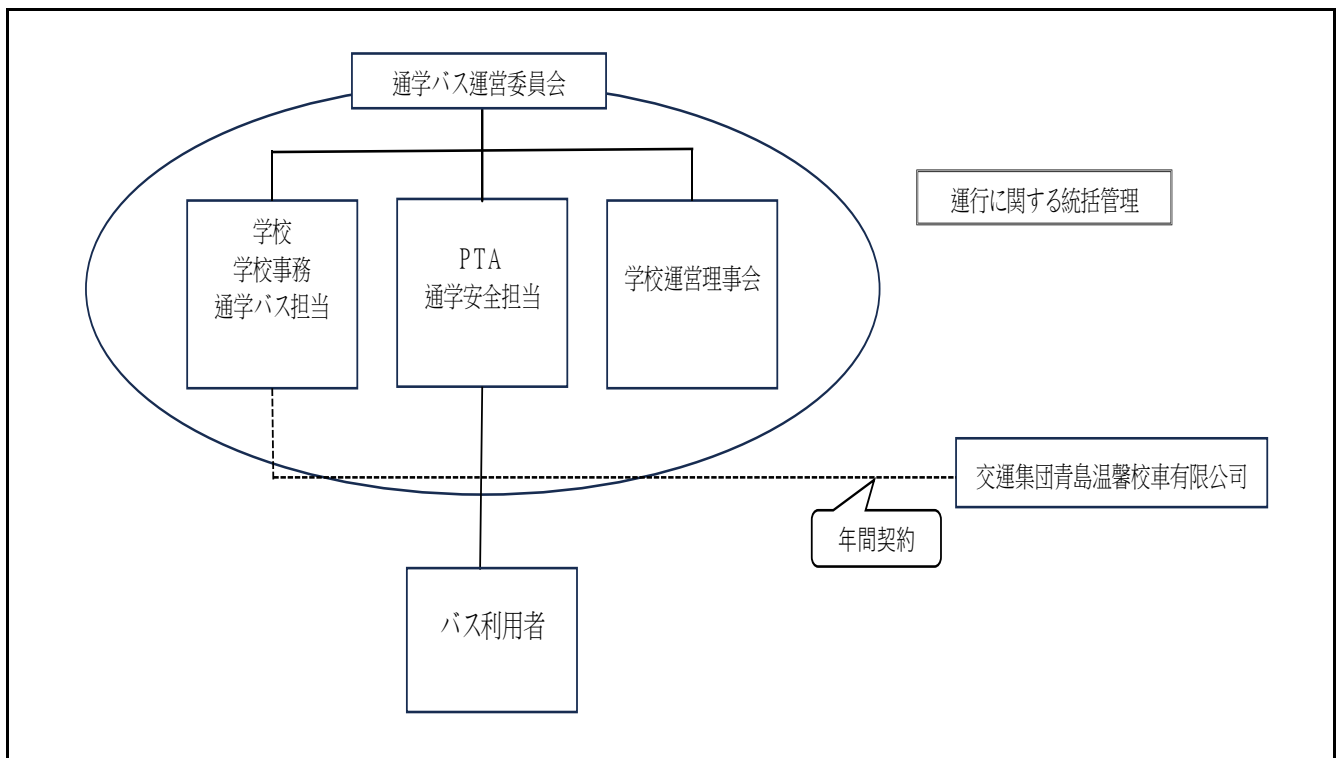 通学バス運営委員会
運行に関する統括管理
学校
学校事務
通学バス担当
PTA
通学安全担当
学校運営理事会
交運集団青島温馨校車有限公司
年間契約
バス利用者